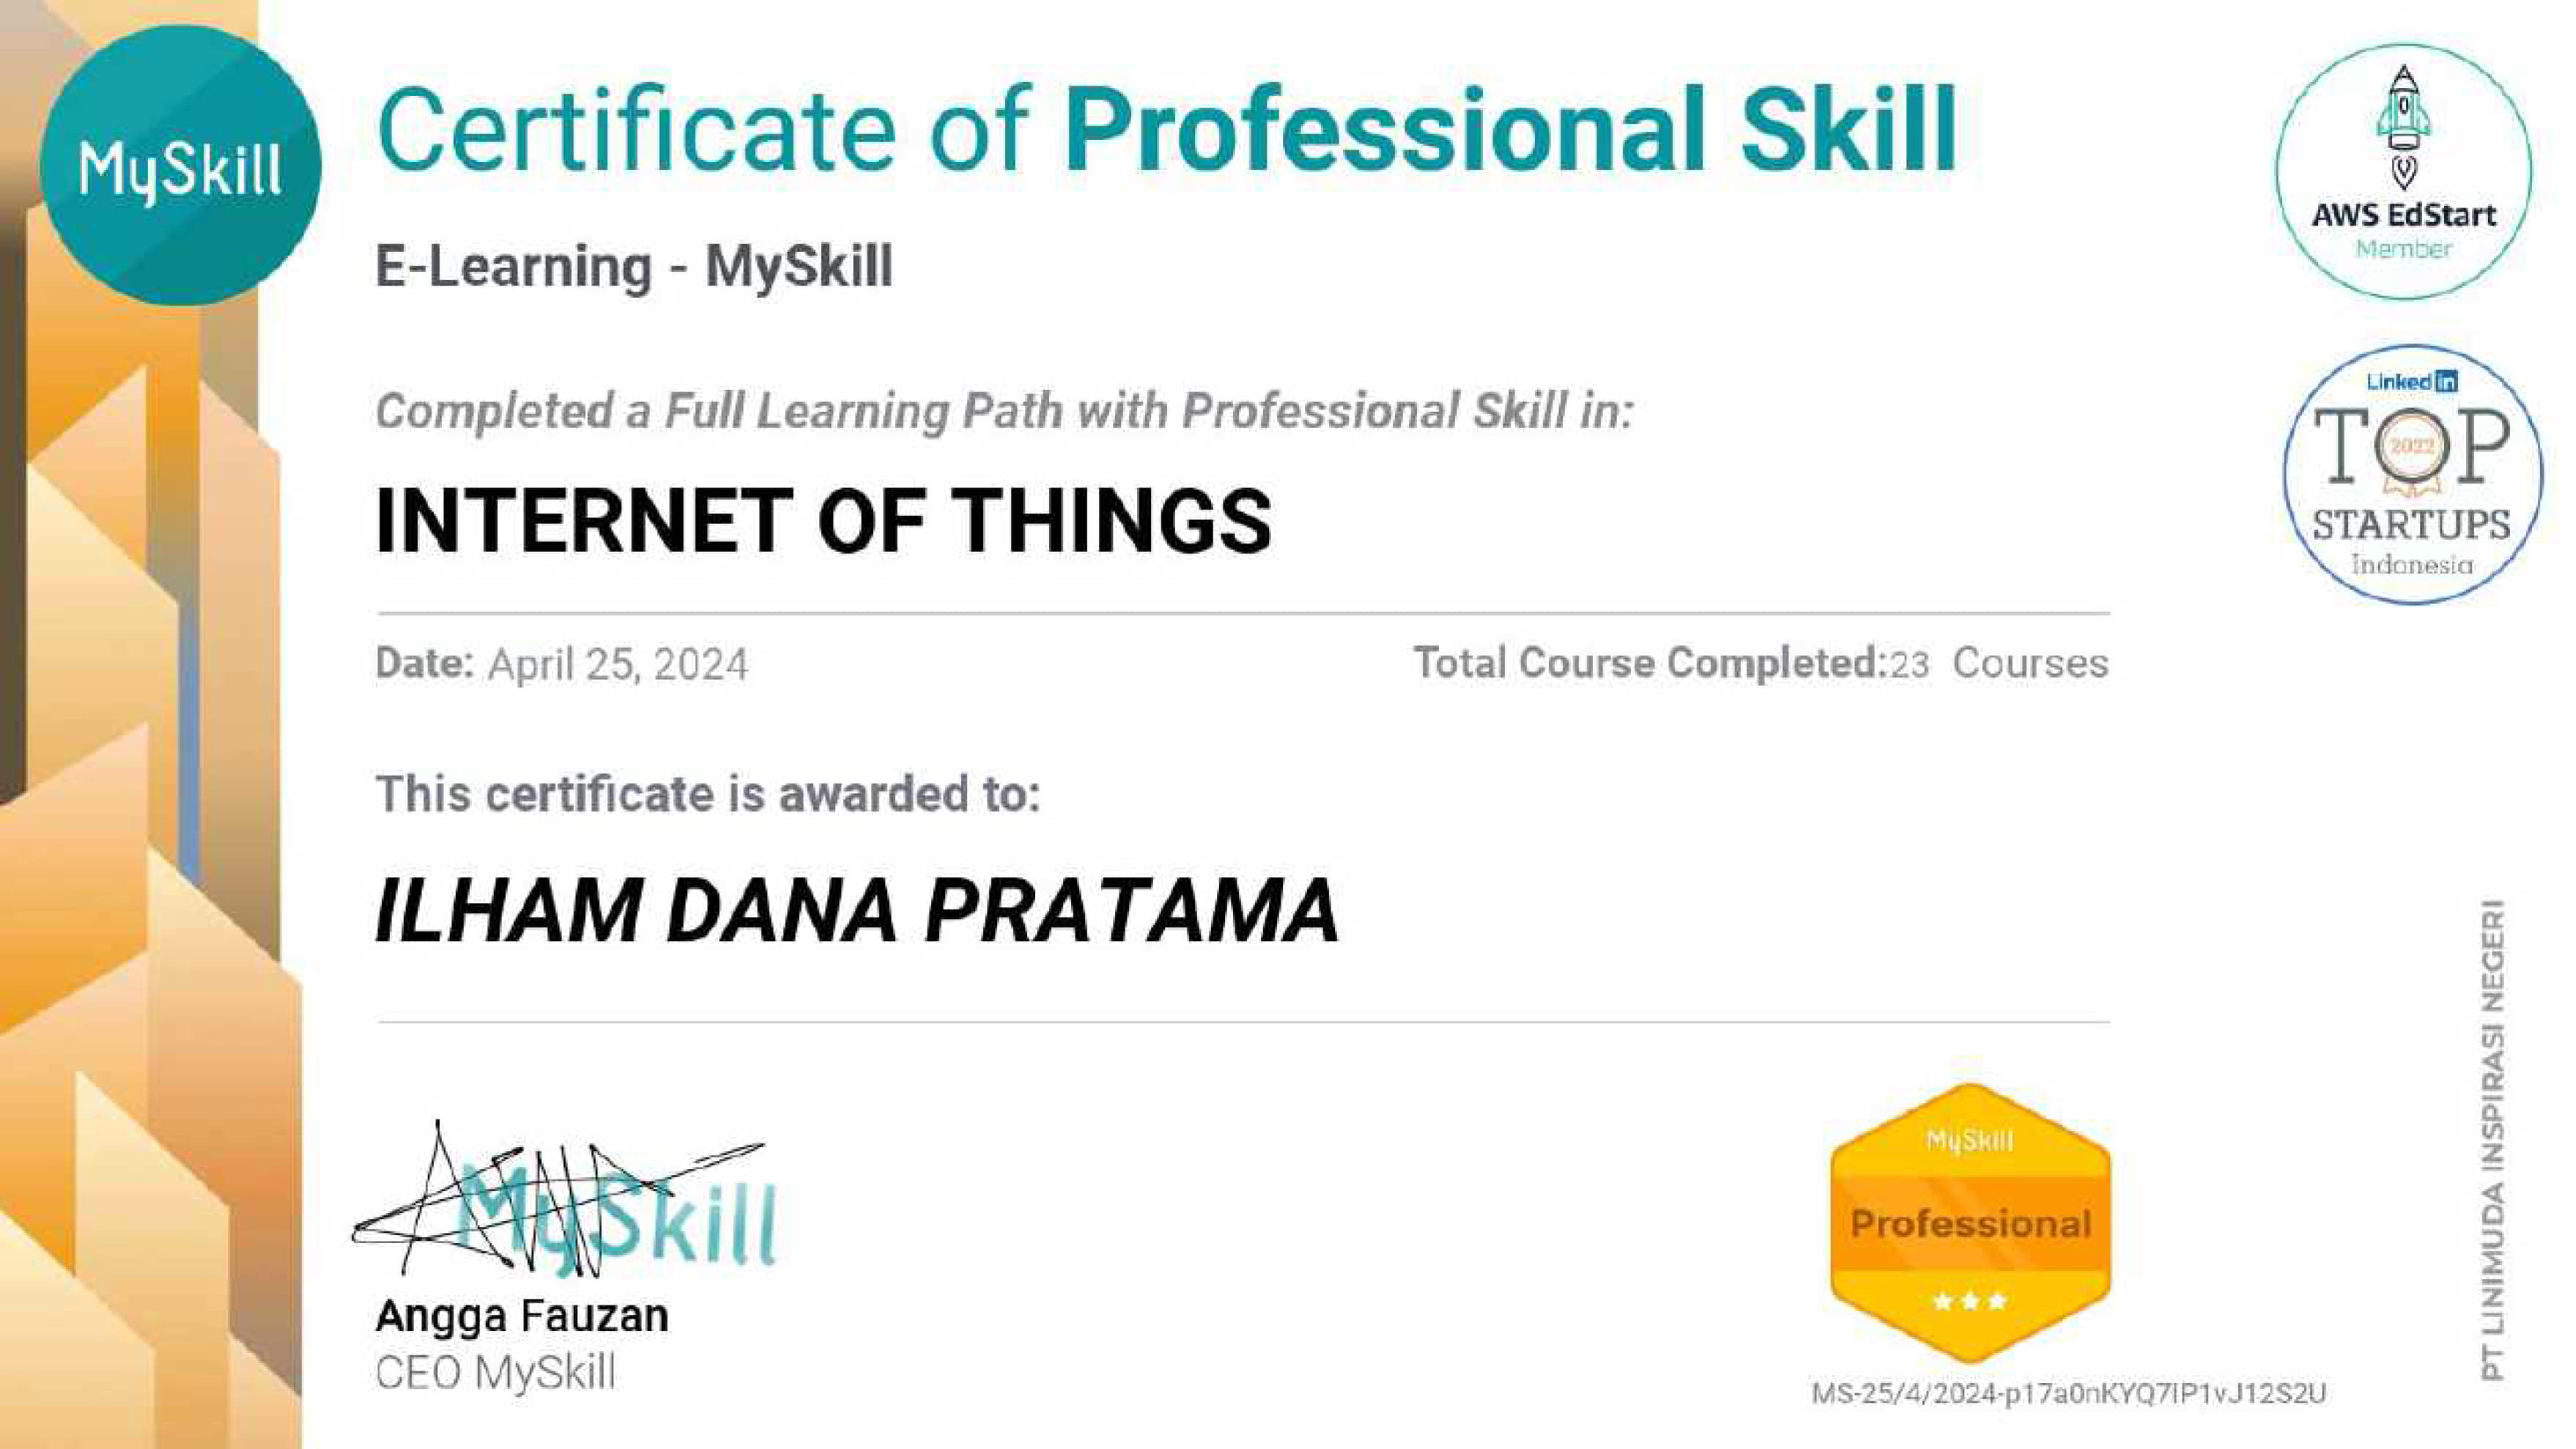 MySkill
Certificate of Professional Skill
E-Learning - MySkill
AWS EdStart
Member
Completed a Full Learning Path with Professional Skill in:
INTERNET OF THINGS
Linked in
TOP
2022
STARTUPS
Indonesia
Date: April 25, 2024
Total Course Completed:23 Courses
This certificate is awarded to:
ILHAM DANA PRATAMA
MySkill
Angga Fauzan
CEO MySkill
MySkill
Professional
MS-25/4/2024-p17a0nKYQ7IP1vJ12S2U
PT LINIMUDA INSPIRASI NEGERI